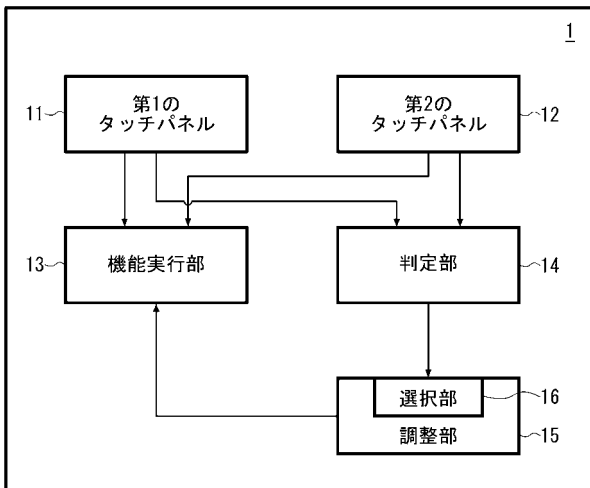 1
11
第1の
タッチパネル
第2の
タッチパネル
12
13
機能実行部
判定部
14
選択部
16
調整部
15